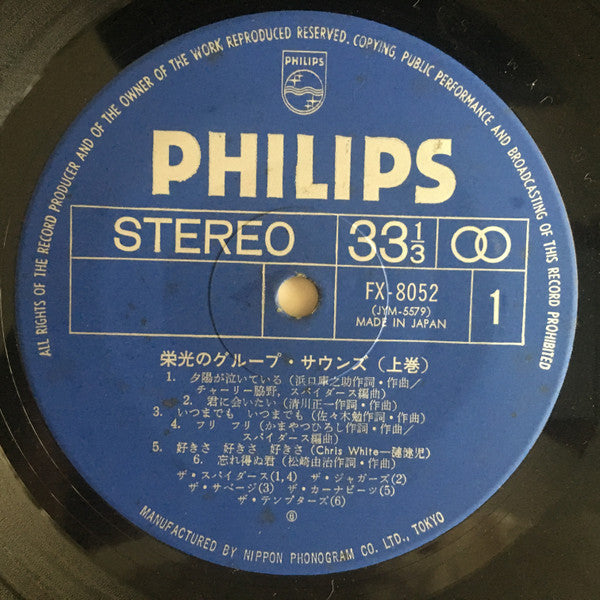 ALL RIGHTS OF THE RECORD PRODUCER AND OF THE OWNER OF THE WORK REPRODUCED RESERVED. COPYING, PUBLIC PERFORMANCE AND BROADCASTING OF THIS RECORD PROHIBITED
PHILIPS
PHILIPS
STEREO 33 1/3
FX-8052 1
(JYM-5579)
MADE IN JAPAN
栄光のグループ・サウンズ（上巻）
1. 夕陽が泣いている（浜口庫之助作詞・作曲／
チャーリー脇野, スパイダース編曲）
2. 君に会いたい（清川正一作詞・作曲）
3. いつまでも いつまでも（佐々木勉作詞・作曲）
4. フリ フリ（かまやつひろし作詞・作曲／
スパイダース編曲）
5. 好きさ 好きさ 好きさ（Chris White—漣健児）
6. 忘れ得ぬ君（松崎由治作詞・作曲）
ザ・スパイダース(1, 4) ザ・ジャガーズ(2)
ザ・サベージ(3) ザ・カーナビーツ(5)
ザ・テンプターズ(6)
⑥
MANUFACTURED BY NIPPON PHONOGRAM CO. LTD., TOKYO